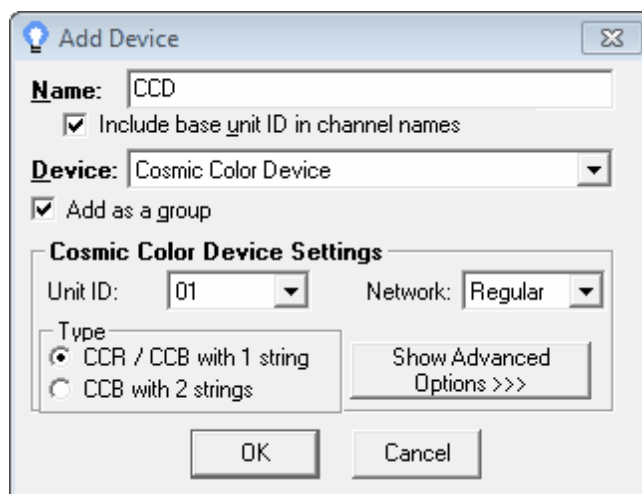 Add Device
Name: CCD
Include base unit ID in channel names
Device: Cosmic Color Device
Add as a group
Cosmic Color Device Settings
Unit ID: 01 Network: Regular
Type
CCR / CCB with 1 string
CCB with 2 strings
Show Advanced
Options >>>
OK Cancel